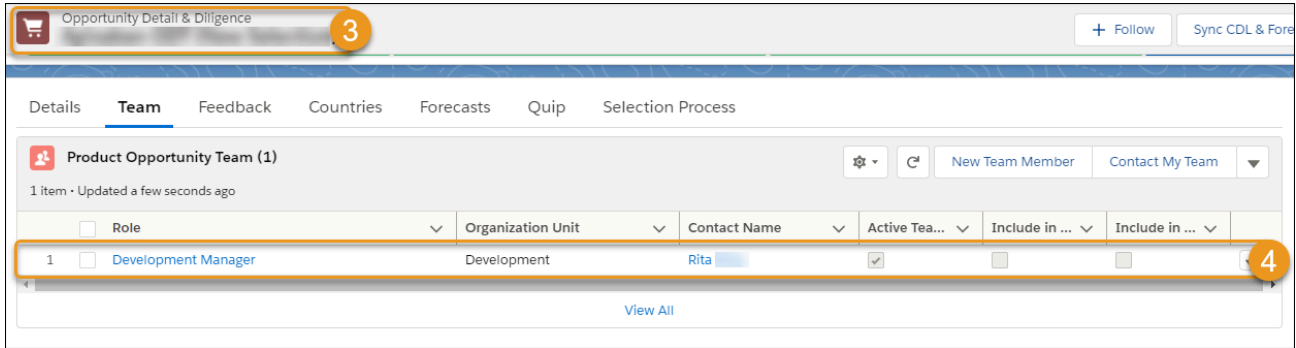 Opportunity Detail & Diligence
3
+ Follow
Sync CDL & Fore
Details Team Feedback Countries Forecasts Quip Selection Process
Product Opportunity Team (1)
New Team Member Contact My Team
1 item • Updated a few seconds ago
Role Organization Unit Contact Name Active Tea... Include in ... Include in ...
1 Development Manager Development Rita
4
View All